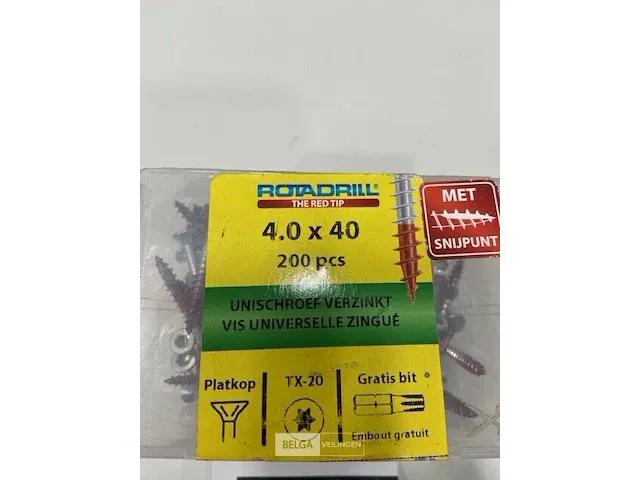 ROTADRILL®
THE RED TIP
4.0 x 40
200 pcs
MET
SNIJPUNT
UNISCHROEF VERZINKT
VIS UNIVERSELLE ZINGUÉ
Platkop
TX-20
Gratis bit
Embout gratuit
BELGA VEILINGEN